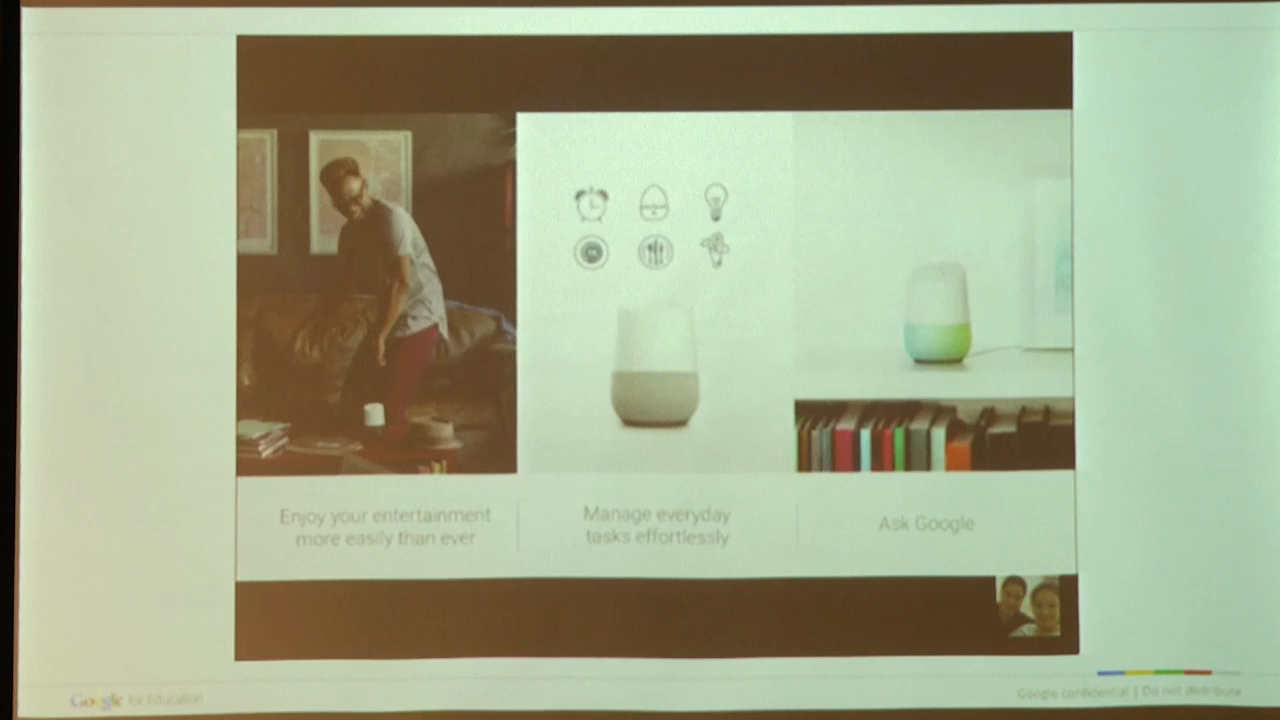 Enjoy your entertainment
more easily than ever
Manage everyday
tasks effortlessly
Ask Google
Google for Education
Google confidential | Do not distribute